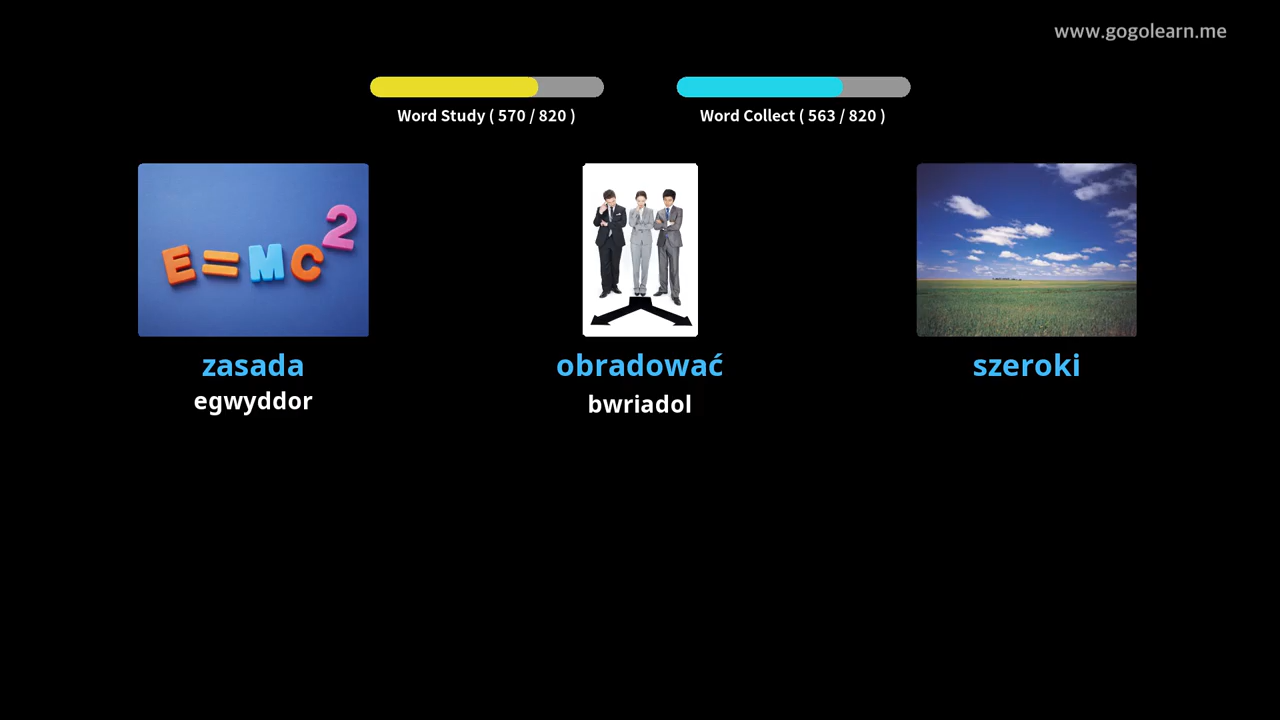 www.gogolearn.me
Word Study ( 570 / 820 )
Word Collect ( 563 / 820 )
E=MC2
zasada
egwyddor
obradować
bwriadol
szeroki